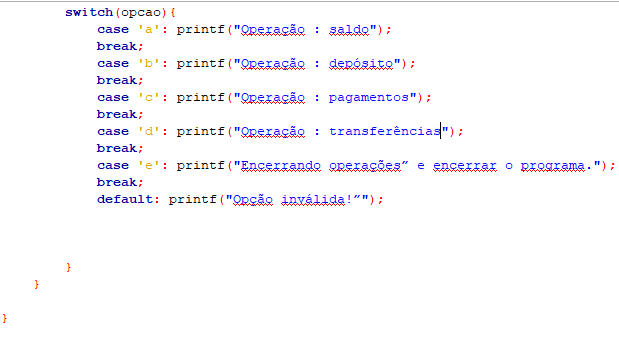 switch(opcao){
case 'a': printf("Operação : saldo");
break;
case 'b': printf("Operação : depósito");
break;
case 'c': printf("Operação : pagamentos");
break;
case 'd': printf("Operação : transferências");
break;
case 'e': printf("Encerrando operações” e encerrar o programa.");
break;
default: printf("Opção inválida!”");
}
}
}